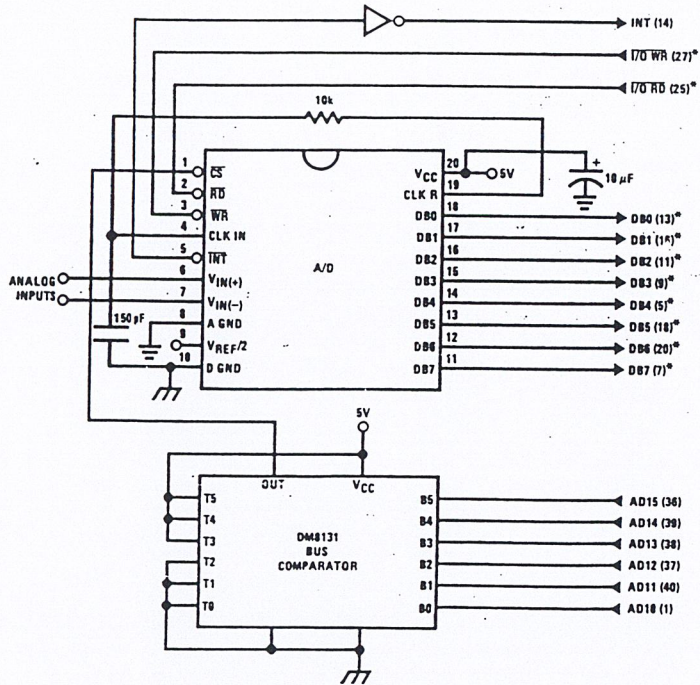 INT (14)
I/O WR (27)*
I/O RD (25)*
10k
1 CS
2 RD
3 WR
4 CLK IN
5 INT
6 VIN(+)
7 VIN(-)
8 A GND
9 VREF/2
10 D GND
A/D
VCC 20
CLK R 19
DB0 18
DB1 17
DB2 16
DB3 15
DB4 14
DB5 13
DB6 12
DB7 11
5V
+
10 µF
ANALOG
INPUTS
150 pF
DB0 (13)*
DB1 (16)*
DB2 (11)*
DB3 (9)*
DB4 (5)*
DB5 (18)*
DB6 (20)*
DB7 (7)*
5V
OUT
VCC
T5
T4
T3
T2
T1
T0
DM8131
BUS
COMPARATOR
B5
B4
B3
B2
B1
B0
AD15 (36)
AD14 (39)
AD13 (38)
AD12 (37)
AD11 (40)
AD10 (1)